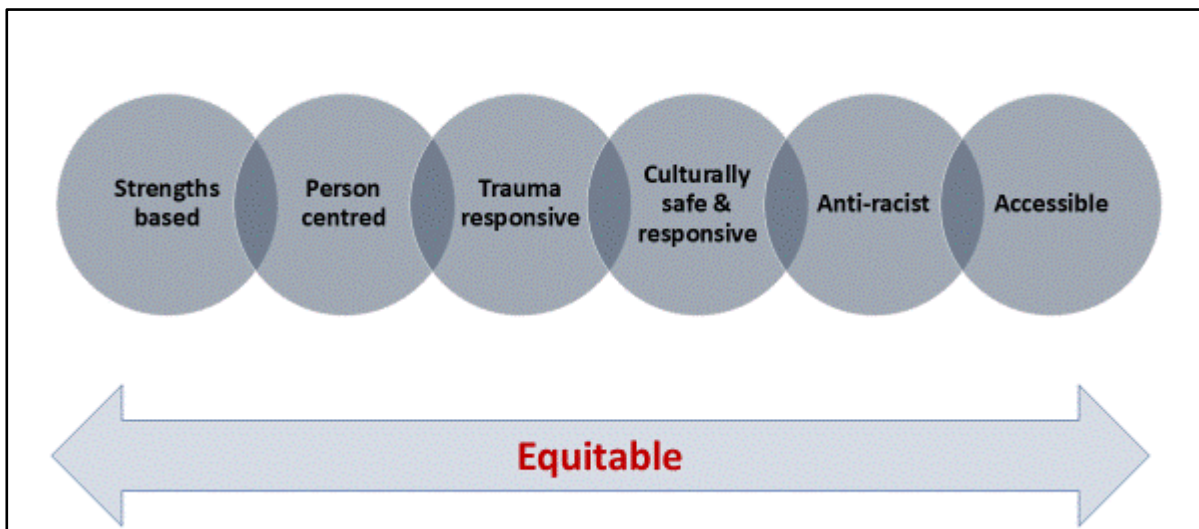 Strengths
based
Person
centred
Trauma
responsive
Culturally
safe &
responsive
Anti-racist
Accessible
Equitable